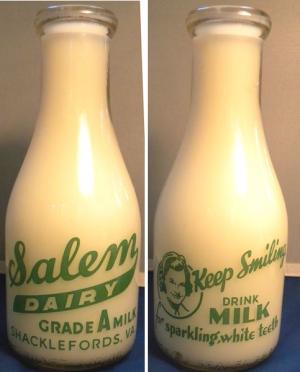 Salem
DAIRY
GRADE A MILK
SHACKLEFORDS, VA.
Keep Smiling
DRINK
MILK
for sparkling, white teeth